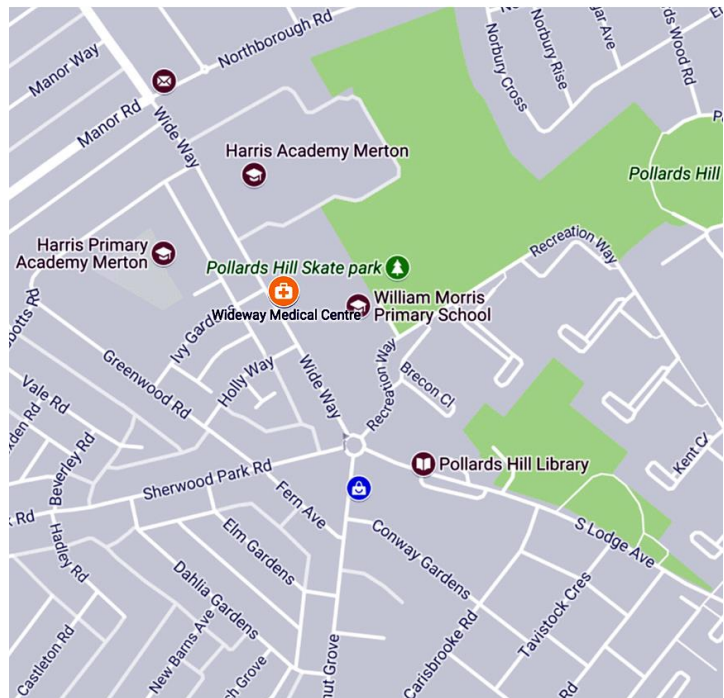 Manor Way
Northborough Rd
Norbury Cross
Norbury Rise
Manor Rd
Wide Way
Harris Academy Merton
Pollards Hill
Harris Primary
Academy Merton
Pollards Hill Skate park
Recreation Way
William Morris
Primary School
Wideway Medical Centre
Ivy Gardens
Greenwood Rd
Holly Way
Wide Way
Recreation Way
Brecon Cl
Vale Rd
Beverley Rd
Sherwood Park Rd
Pollards Hill Library
Kent Cl
Fern Ave
S Lodge Ave
Hadley Rd
Elm Gardens
Conway Gardens
Dahlia Gardens
Tavistock Cres
New Barns Ave
Castleton Rd
Carisbrooke Rd
Rd